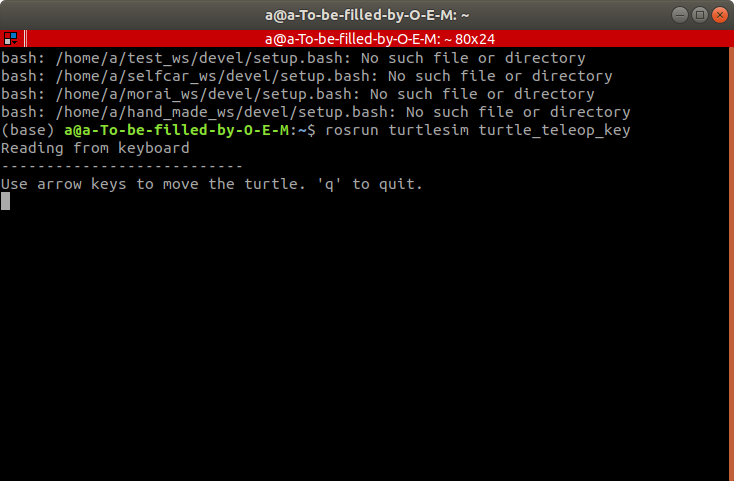 a@a-To-be-filled-by-O-E-M: ~
a@a-To-be-filled-by-O-E-M: ~ 80x24
bash: /home/a/test_ws/devel/setup.bash: No such file or directory
bash: /home/a/selfcar_ws/devel/setup.bash: No such file or directory
bash: /home/a/morai_ws/devel/setup.bash: No such file or directory
bash: /home/a/hand_made_ws/devel/setup.bash: No such file or directory
(base) a@a-To-be-filled-by-O-E-M:~$ rosrun turtlesim turtle_teleop_key
Reading from keyboard
---------------------------
Use arrow keys to move the turtle. 'q' to quit.